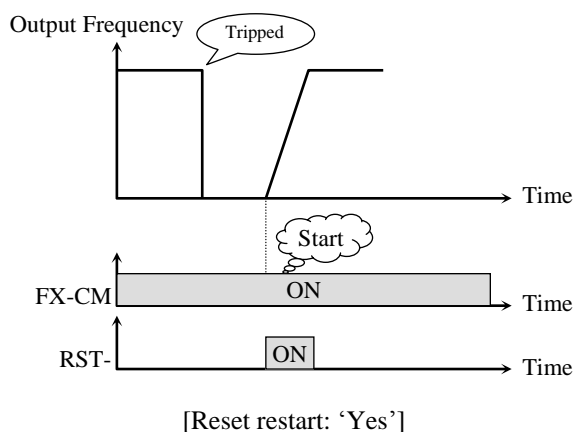 Output Frequency
Tripped
Time
Start
FX-CM
ON
Time
RST-
ON
Time
[Reset restart: ‘Yes’]